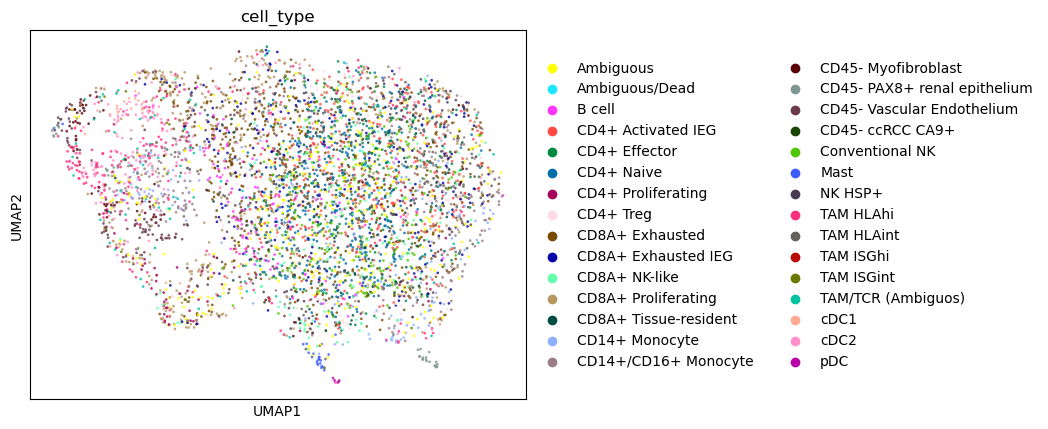 cell_type
UMAP2
UMAP1
Ambiguous
Ambiguous/Dead
B cell
CD4+ Activated IEG
CD4+ Effector
CD4+ Naive
CD4+ Proliferating
CD4+ Treg
CD8A+ Exhausted
CD8A+ Exhausted IEG
CD8A+ NK-like
CD8A+ Proliferating
CD8A+ Tissue-resident
CD14+ Monocyte
CD14+/CD16+ Monocyte
CD45- Myofibroblast
CD45- PAX8+ renal epithelium
CD45- Vascular Endothelium
CD45- ccRCC CA9+
Conventional NK
Mast
NK HSP+
TAM HLAhi
TAM HLAint
TAM ISGhi
TAM ISGint
TAM/TCR (Ambiguos)
cDC1
cDC2
pDC